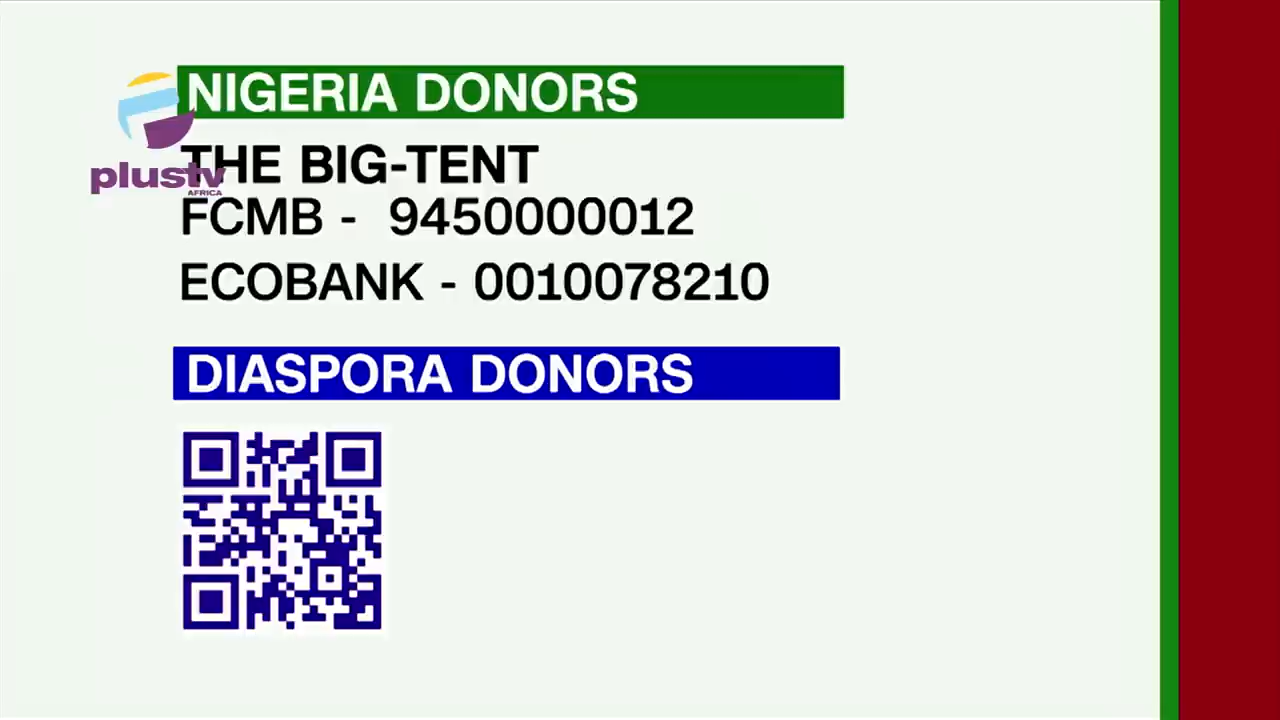 NIGERIA DONORS
THE BIG-TENT
plustv
AFRICA
FCMB - 9450000012
ECOBANK - 0010078210
DIASPORA DONORS